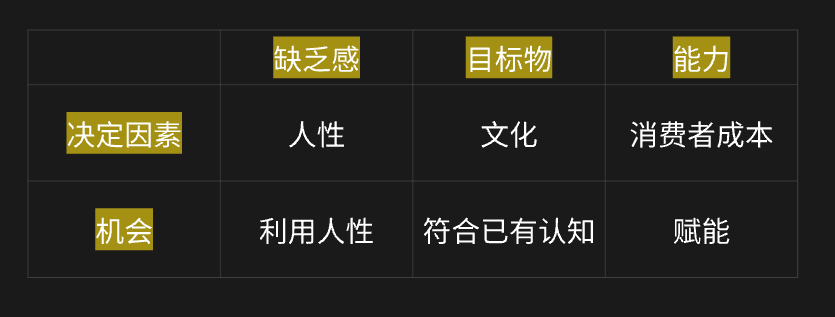 缺乏感 目标物 能力
决定因素 人性 文化 消费者成本
机会 利用人性 符合已有认知 赋能